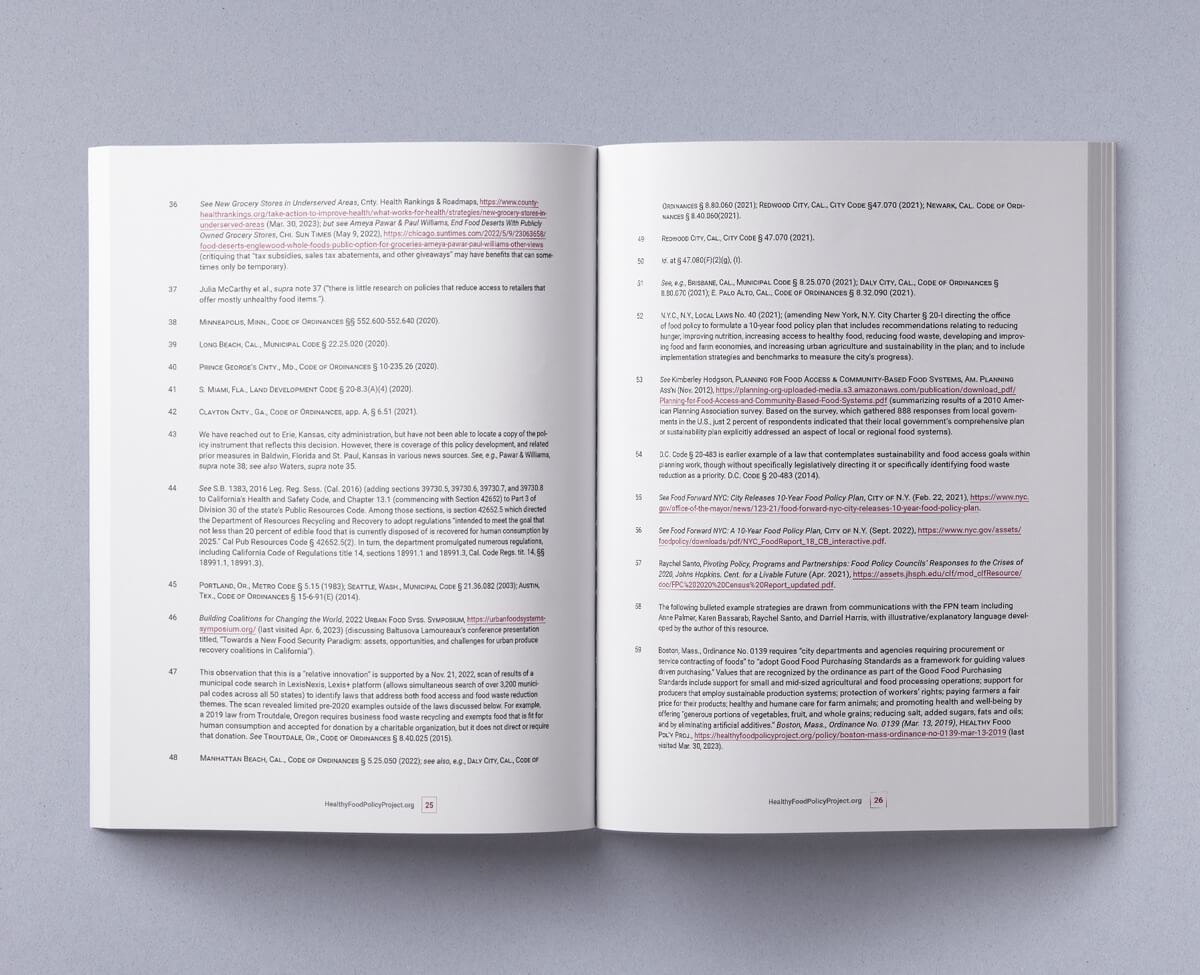 36 See New Grocery Stores in Underserved Areas, Cnty. Health Rankings & Roadmaps, https://www.county-
healthrankings.org/take-action-to-improve-health/what-works-for-health/strategies/new-grocery-stores-in-
underserved-areas (Mar. 30, 2023); but see Ameya Pawar & Paul Williams, End Food Deserts With Publicly
Owned Grocery Stores, CHI. SUN TIMES (May 9, 2022), https://chicago.suntimes.com/2022/5/9/23063658/
food-deserts-englewood-whole-foods-public-option-for-groceries-ameya-pawar-paul-williams-other-views
(critiquing that "tax subsidies, sales tax abatements, and other giveaways" may have benefits that can some-
times only be temporary).
37 Julia McCarthy et al., supra note 37 ("there is little research on policies that reduce access to retailers that
offer mostly unhealthy food items.").
38 MINNEAPOLIS, MINN., CODE OF ORDINANCES §§ 552.600-552.640 (2020).
39 LONG BEACH, CAL., MUNICIPAL CODE § 22.25.020 (2020).
40 PRINCE GEORGE'S CNTY., MD., CODE OF ORDINANCES § 10-235.26 (2020).
41 S. MIAMI, FLA., LAND DEVELOPMENT CODE § 20-8.3(A)(4) (2020).
42 CLAYTON CNTY., GA., CODE OF ORDINANCES, app. A, § 6.51 (2021).
43 We have reached out to Erie, Kansas, city administration, but have not been able to locate a copy of the pol-
icy instrument that reflects this decision. However, there is coverage of this policy development, and related
prior measures in Baldwin, Florida and St. Paul, Kansas in various news sources. See, e.g., Pawar & Williams,
supra note 38; see also Waters, supra note 35.
44 See S.B. 1383, 2016 Leg. Reg. Sess. (Cal. 2016) (adding sections 39730.5, 39730.6, 39730.7, and 39730.8
to California's Health and Safety Code, and Chapter 13.1 (commencing with Section 42652) to Part 3 of
Division 30 of the state's Public Resources Code. Among those sections, is section 42652.5 which directed
the Department of Resources Recycling and Recovery to adopt regulations "intended to meet the goal that
not less than 20 percent of edible food that is currently disposed of is recovered for human consumption by
2025." Cal Pub Resources Code § 42652.5(2). In turn, the department promulgated numerous regulations,
including California Code of Regulations title 14, sections 18991.1 and 18991.3, Cal. Code Regs. tit. 14, §§
18991.1, 18991.3).
45 PORTLAND, OR., METRO CODE § 5.15 (1983); SEATTLE, WASH., MUNICIPAL CODE § 21.36.082 (2003); AUSTIN,
TEX., CODE OF ORDINANCES § 15-6-91(E) (2014).
46 Building Coalitions for Changing the World, 2022 URBAN FOOD SYSS. SYMPOSIUM, https://urbanfoodsystems-
symposium.org/ (last visited Apr. 6, 2023) (discussing Baltusova Lamoureaux's conference presentation
titled, "Towards a New Food Security Paradigm: assets, opportunities, and challenges for urban produce
recovery coalitions in California").
47 This observation that this is a "relative innovation" is supported by a Nov. 21, 2022, scan of results of a
municipal code search in LexisNexis, Lexis+ platform (allows simultaneous search of over 3,200 munici-
pal codes across all 50 states) to identify laws that address both food access and food waste reduction
themes. The scan revealed limited pre-2020 examples outside of the laws discussed below. For example,
a 2019 law from Troutdale, Oregon requires business food waste recycling and exempts food that is fit for
human consumption and accepted for donation by a charitable organization, but it does not direct or require
that donation. See TROUTDALE, OR., CODE OF ORDINANCES § 8.40.025 (2015).
48 MANHATTAN BEACH, CAL., CODE OF ORDINANCES § 5.25.050 (2022); see also, e.g., DALY CITY, CAL., CODE OF
HealthyFoodPolicyProject.org 25
ORDINANCES § 8.80.060 (2021); REDWOOD CITY, CAL., CITY CODE §47.070 (2021); NEWARK, CAL. CODE OF ORDI-
NANCES § 8.40.060(2021).
49 REDWOOD CITY, CAL., CITY CODE § 47.070 (2021).
50 Id. at § 47.080(F)(2)(g), (I).
51 See, e.g., BRISBANE, CAL., MUNICIPAL CODE § 8.25.070 (2021); DALY CITY, CAL., CODE OF ORDINANCES §
8.80.070 (2021); E. PALO ALTO, CAL., CODE OF ORDINANCES § 8.32.090 (2021).
52 N.Y.C., N.Y., LOCAL LAWS No. 40 (2021); (amending New York, N.Y. City Charter § 20-I directing the office
of food policy to formulate a 10-year food policy plan that includes recommendations relating to reducing
hunger, improving nutrition, increasing access to healthy food, reducing food waste, developing and improv-
ing food and farm economies, and increasing urban agriculture and sustainability in the plan; and to include
implementation strategies and benchmarks to measure the city's progress).
53 See Kimberley Hodgson, PLANNING FOR FOOD ACCESS & COMMUNITY-BASED FOOD SYSTEMS, AM. PLANNING
ASS'N (Nov. 2012), https://planning-org-uploaded-media.s3.amazonaws.com/publication/download_pdf/
Planning-for-Food-Access-and-Community-Based-Food-Systems.pdf (summarizing results of a 2010 Amer-
ican Planning Association survey. Based on the survey, which gathered 888 responses from local govern-
ments in the U.S., just 2 percent of respondents indicated that their local government's comprehensive plan
or sustainability plan explicitly addressed an aspect of local or regional food systems).
54 D.C. Code § 20-483 is earlier example of a law that contemplates sustainability and food access goals within
planning work, though without specifically legislatively directing it or specifically identifying food waste
reduction as a priority. D.C. CODE § 20-483 (2014).
55 See Food Forward NYC: City Releases 10-Year Food Policy Plan, CITY OF N.Y. (Feb. 22, 2021), https://www.nyc.
gov/office-of-the-mayor/news/123-21/food-forward-nyc-city-releases-10-year-food-policy-plan.
56 See Food Forward NYC: A 10-Year Food Policy Plan, CITY OF N.Y. (Sept. 2022), https://www.nyc.gov/assets/
foodpolicy/downloads/pdf/NYC_FoodReport_18_CB_interactive.pdf.
57 Raychel Santo, Pivoting Policy, Programs and Partnerships: Food Policy Councils' Responses to the Crises of
2020, Johns Hopkins. Cent. for a Livable Future (Apr. 2021), https://assets.jhsph.edu/clf/mod_clfResource/
doc/FPC%202020%20Census%20Report_updated.pdf.
58 The following bulleted example strategies are drawn from communications with the FPN team including
Anne Palmer, Karen Bassarab, Raychel Santo, and Darriel Harris, with illustrative/explanatory language devel-
oped by the author of this resource.
59 Boston, Mass., Ordinance No. 0139 requires "city departments and agencies requiring procurement or
service contracting of foods" to "adopt Good Food Purchasing Standards as a framework for guiding values
driven purchasing." Values that are recognized by the ordinance as part of the Good Food Purchasing
Standards include support for small and mid-sized agricultural and food processing operations; support for
producers that employ sustainable production systems; protection of workers' rights; paying farmers a fair
price for their products; healthy and humane care for farm animals; and promoting health and well-being by
offering "generous portions of vegetables, fruit, and whole grains; reducing salt, added sugars, fats and oils;
and by eliminating artificial additives." Boston, Mass., Ordinance No. 0139 (Mar. 13, 2019), HEALTHY FOOD
POL'Y PROJ., https://healthyfoodpolicyproject.org/policy/boston-mass-ordinance-no-0139-mar-13-2019 (last
visited Mar. 30, 2023).
HealthyFoodPolicyProject.org 26